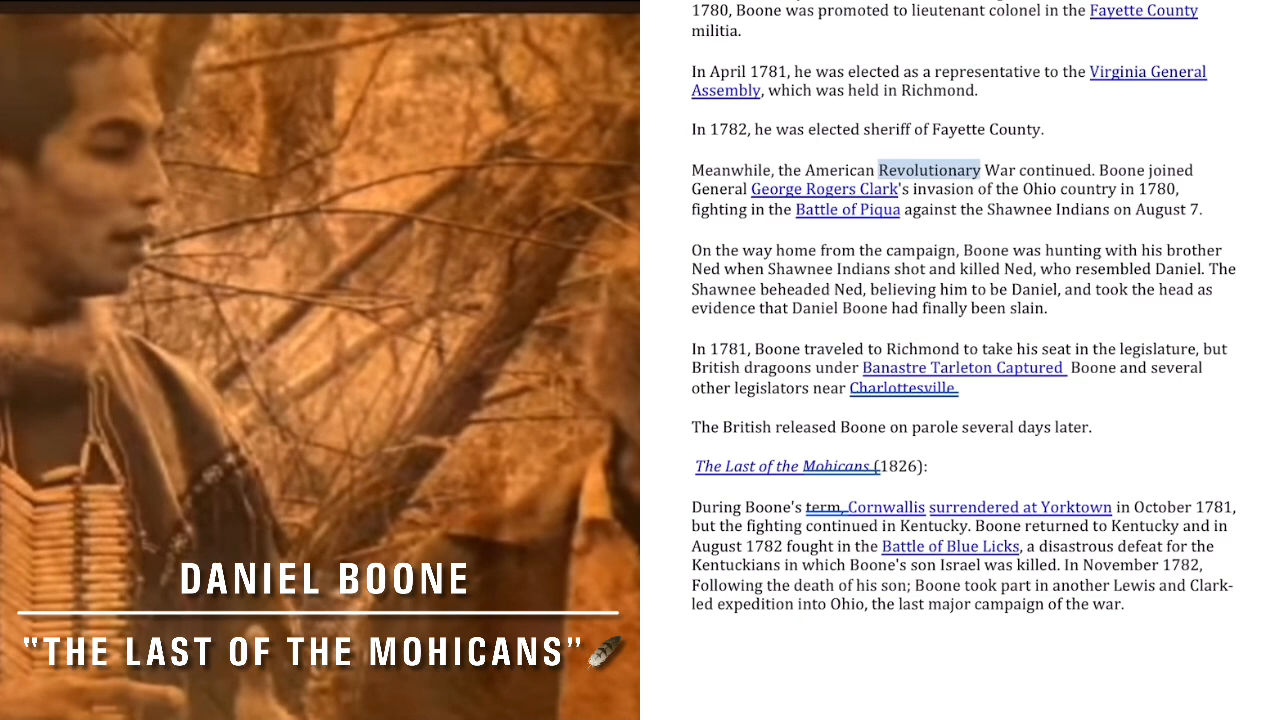 DANIEL BOONE
"THE LAST OF THE MOHICANS"
1780, Boone was promoted to lieutenant colonel in the Fayette County
militia.
In April 1781, he was elected as a representative to the Virginia General
Assembly, which was held in Richmond.
In 1782, he was elected sheriff of Fayette County.
Meanwhile, the American Revolutionary War continued. Boone joined
General George Rogers Clark's invasion of the Ohio country in 1780,
fighting in the Battle of Piqua against the Shawnee Indians on August 7.
On the way home from the campaign, Boone was hunting with his brother
Ned when Shawnee Indians shot and killed Ned, who resembled Daniel. The
Shawnee beheaded Ned, believing him to be Daniel, and took the head as
evidence that Daniel Boone had finally been slain.
In 1781, Boone traveled to Richmond to take his seat in the legislature, but
British dragoons under Banastre Tarleton Captured Boone and several
other legislators near Charlottesville.
The British released Boone on parole several days later.
The Last of the Mohicans (1826):
During Boone's term, Cornwallis surrendered at Yorktown in October 1781,
but the fighting continued in Kentucky. Boone returned to Kentucky and in
August 1782 fought in the Battle of Blue Licks, a disastrous defeat for the
Kentuckians in which Boone's son Israel was killed. In November 1782,
Following the death of his son; Boone took part in another Lewis and Clark-
led expedition into Ohio, the last major campaign of the war.